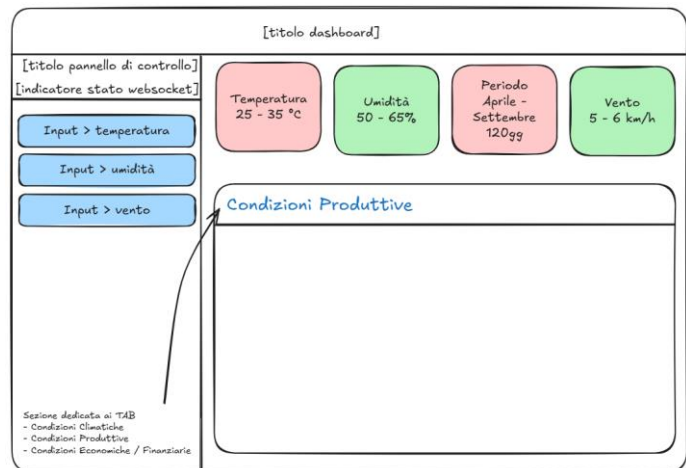 [titolo dashboard]
[titolo pannello di controllo]
[indicatore stato websocket]
Input > temperatura
Input > umidità
Input > vento
Temperatura
25 - 35 °C
Umidità
50 - 65%
Periodo
Aprile -
Settembre
120gg
Vento
5 - 6 km/h
Condizioni Produttive
Sezione dedicata ai TAB
- Condizioni Climatiche
- Condizioni Produttive
- Condizioni Economiche / Finanziarie